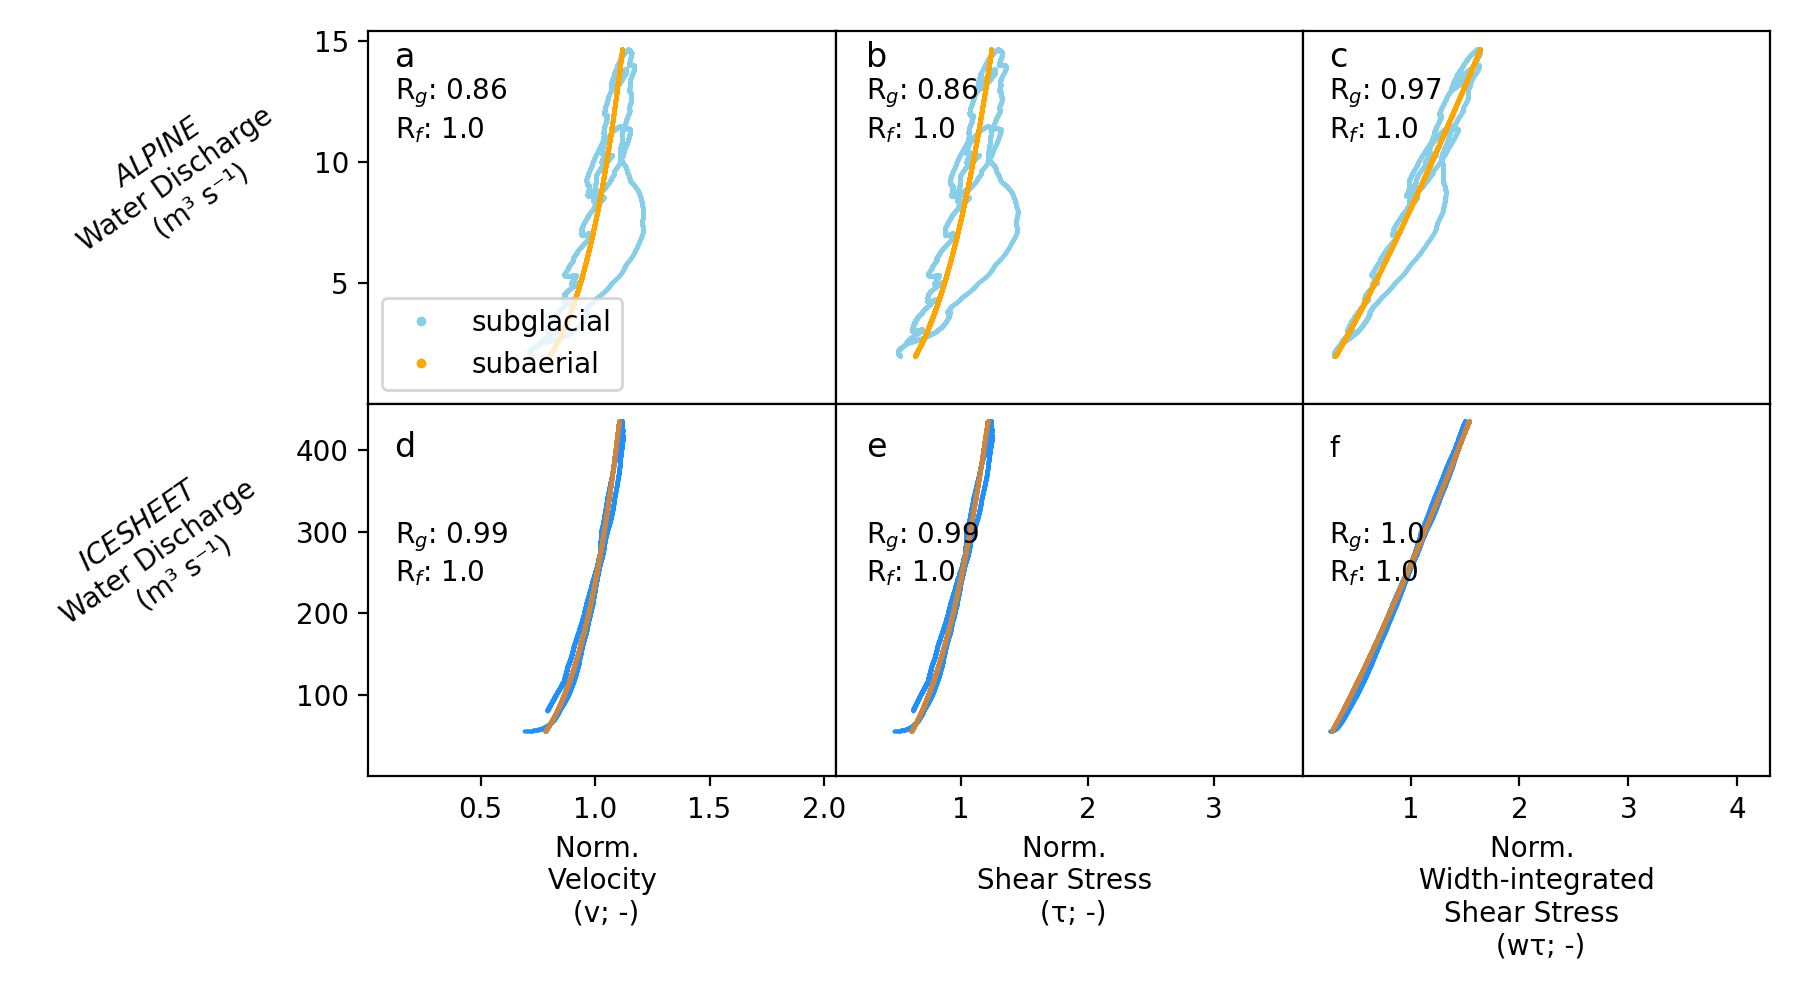 15
a
b
c
R_g: 0.86
R_g: 0.86
R_g: 0.97
R_f: 1.0
R_f: 1.0
R_f: 1.0
ALPINE
Water Discharge
(m³ s⁻¹)
10
5
subglacial
subaerial
400
d
e
f
ICESHEET
Water Discharge
(m³ s⁻¹)
300
R_g: 0.99
R_g: 0.99
R_g: 1.0
R_f: 1.0
R_f: 1.0
R_f: 1.0
200
100
0.5 1.0 1.5 2.0 1 2 3 1 2 3 4
Norm.
Velocity
(v; -)
Norm.
Shear Stress
(τ; -)
Norm.
Width-integrated
Shear Stress
(wτ; -)